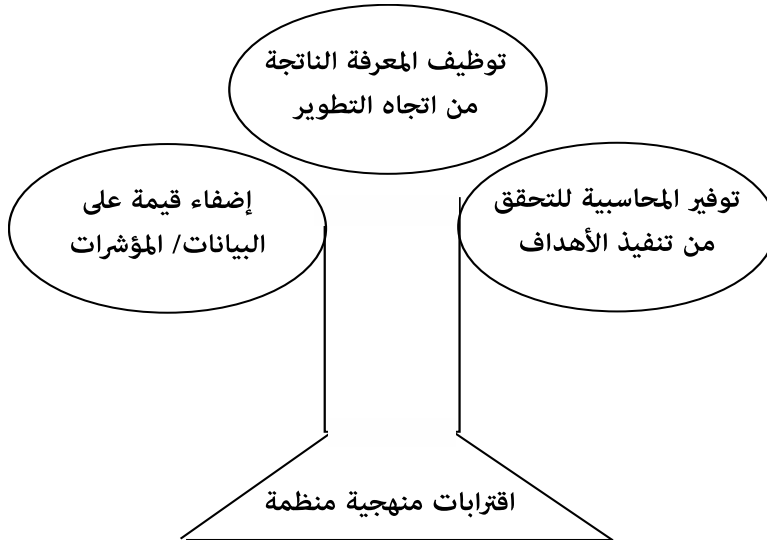 توظيف المعرفة الناتجة
من اتجاه التطوير
توفير المحاسبية للتحقق
من تنفيذ الأهداف
إضفاء قيمة على
البيانات/ المؤشرات
اقترابات منهجية منظمة